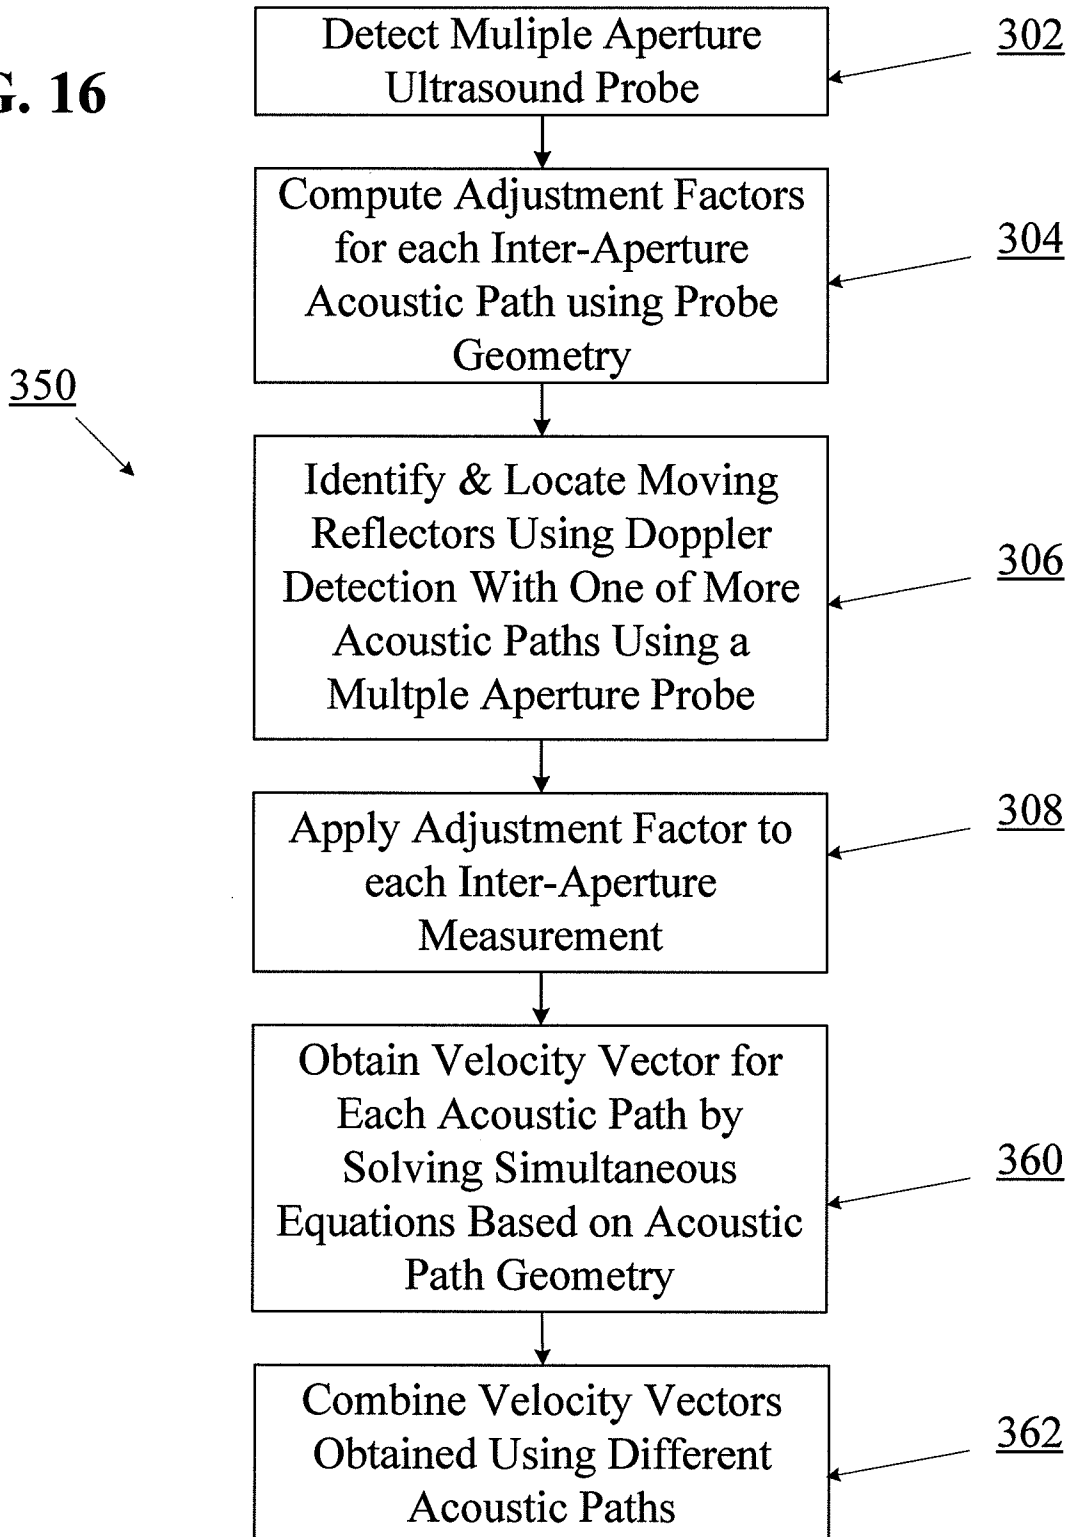 G. 16
Detect Muliple Aperture
Ultrasound Probe
302
Compute Adjustment Factors
for each Inter-Aperture
Acoustic Path using Probe
Geometry
304
350
Identify & Locate Moving
Reflectors Using Doppler
Detection With One of More
Acoustic Paths Using a
Multple Aperture Probe
306
Apply Adjustment Factor to
each Inter-Aperture
Measurement
308
Obtain Velocity Vector for
Each Acoustic Path by
Solving Simultaneous
Equations Based on Acoustic
Path Geometry
360
Combine Velocity Vectors
Obtained Using Different
Acoustic Paths
362